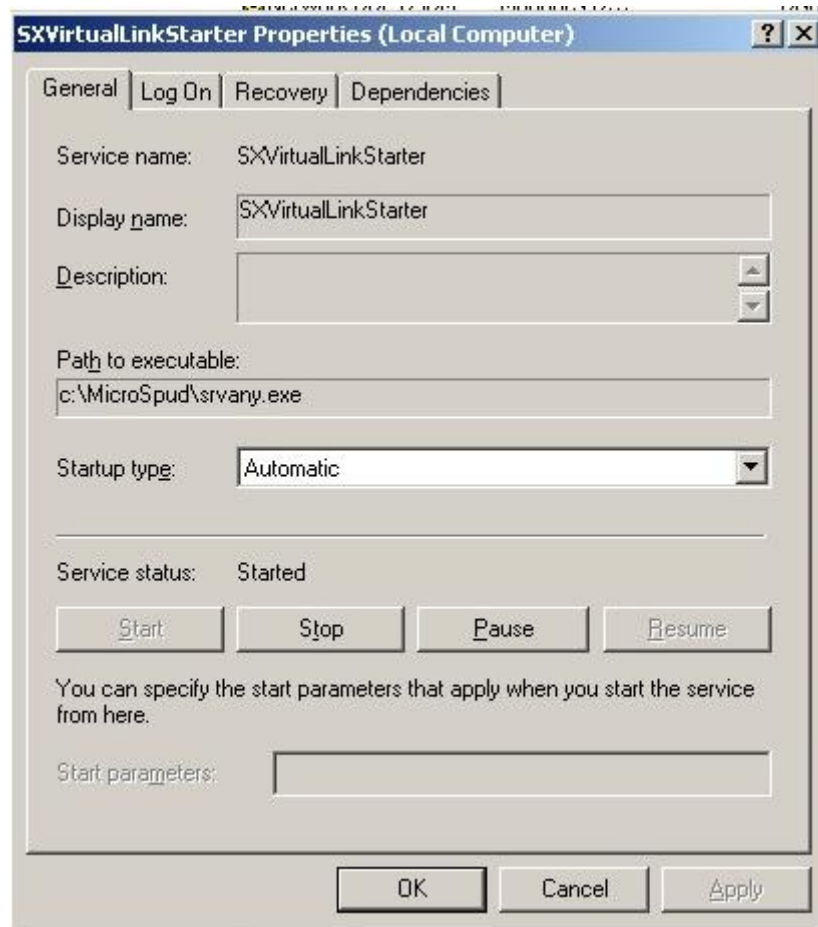 SXVirtualLinkStarter Properties (Local Computer)
General Log On Recovery Dependencies
Service name: SXVirtualLinkStarter
Display name: SXVirtualLinkStarter
Description:
Path to executable:
c:\MicroSpud\srvany.exe
Startup type: Automatic
Service status: Started
Start Stop Pause Resume
You can specify the start parameters that apply when you start the service
from here.
Start parameters:
OK Cancel Apply